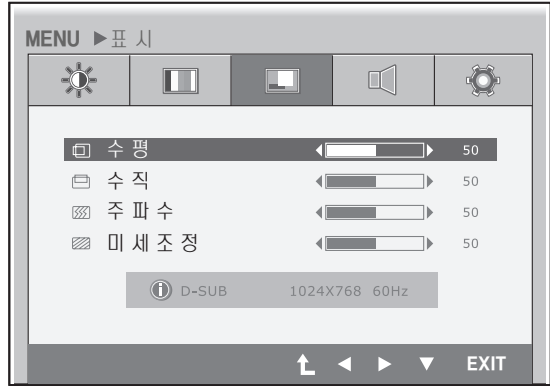 MENU ▶표 시
수 평 50
수 직 50
주 파 수 50
미 세 조 정 50
D-SUB 1024X768 60Hz
EXIT